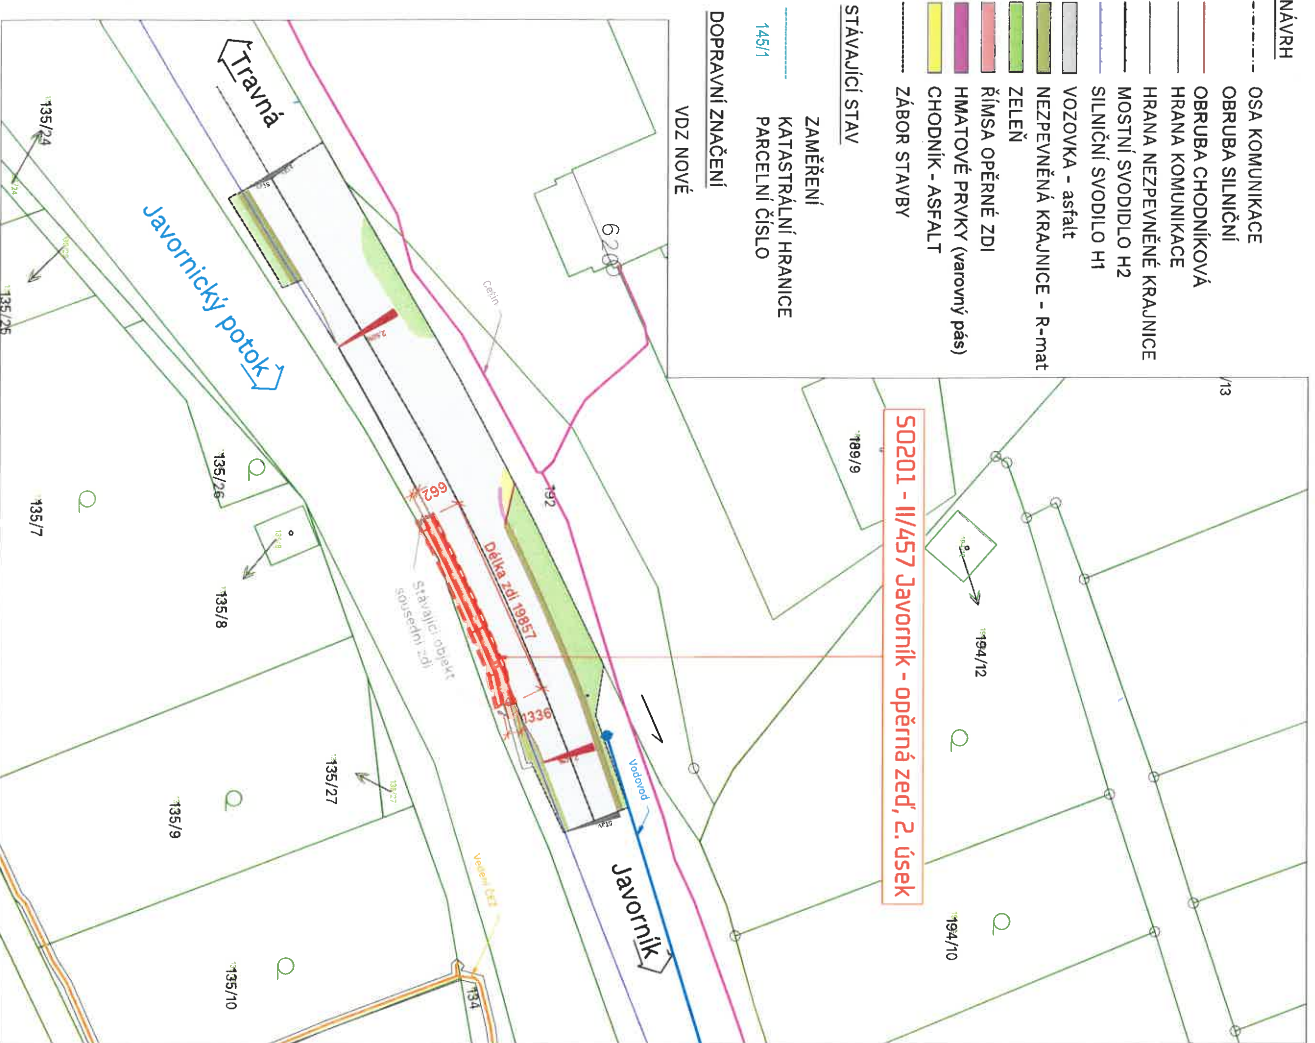 NÁVRH
OSA KOMUNIKACE
OBRUBA SILNIČNÍ
OBRUBA CHODNÍKOVÁ
HRANA KOMUNIKACE
HRANA NEZPEVNĚNÉ KRAJNICE
MOSTNÍ SVODIDLO H2
SILNIČNÍ SVODILO H1
VOZOVKA - asfalt
NEZPEVNĚNÁ KRAJNICE - R-mat
ZELEŇ
ŘÍMSA OPĚRNÉ ZDI
HMATOVÉ PRVKY (varovný pás)
CHODNÍK - ASFALT
ZÁBOR STAVBY
STÁVAJÍCÍ STAV
ZAMĚŘENÍ
KATASTRÁLNÍ HRANICE
145/1 PARCELNÍ ČÍSLO
DOPRAVNÍ ZNAČENÍ
VDZ NOVÉ
SO201 - II/457 Javorník - opěrná zeď, 2. úsek
Travná
Javornický potok
Javorník
Cetin
Vodovod
Vedení ČEZ
Délka zdi 19857
662
1336
Stávající objekt
sousední zdi
620
192
/13
189/9
194/12
194/10
135/24
135/25
135/26
135/7
135/8
135/27
135/9
135/10
134